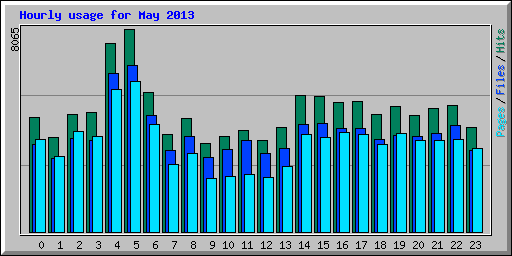 Hourly usage for May 2013
8065
Pages / Files / Hits
0 1 2 3 4 5 6 7 8 9 10 11 12 13 14 15 16 17 18 19 20 21 22 23